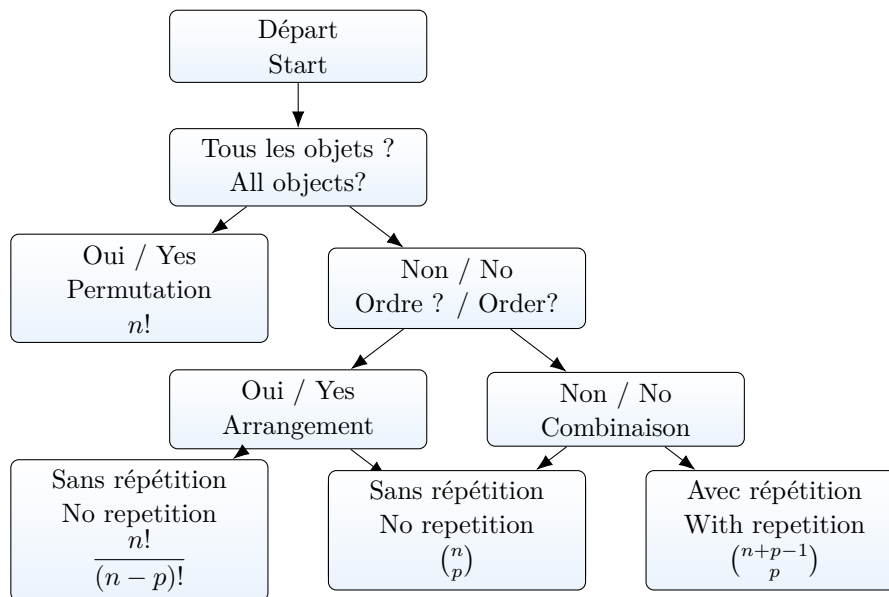 Départ
Start
Tous les objets ?
All objects?
Oui / Yes
Permutation
n!
Non / No
Ordre ? / Order?
Oui / Yes
Arrangement
Non / No
Combinaison
Sans répétition
No repetition
n!
(n − p)!
Sans répétition
No repetition
(n p)
Avec répétition
With repetition
(n+p−1 p)